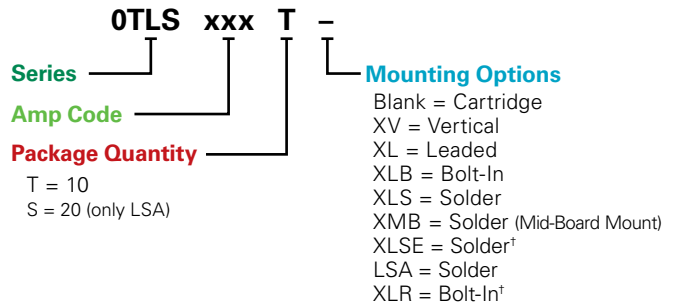 0TLS xxx T –
Series
Amp Code
Package Quantity
T = 10
S = 20 (only LSA)
Mounting Options
Blank = Cartridge
XV = Vertical
XL = Leaded
XLB = Bolt-In
XLS = Solder
XMB = Solder (Mid-Board Mount)
XLSE = Solder†
LSA = Solder
XLR = Bolt-In†